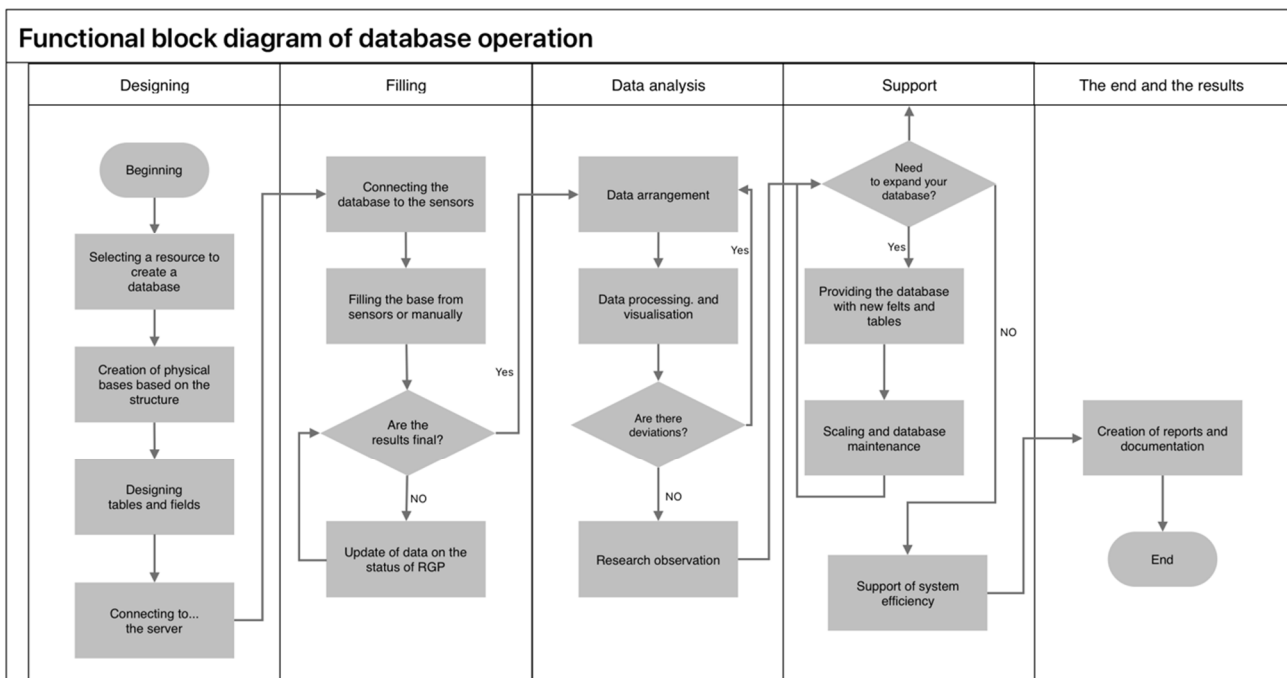 Functional block diagram of database operation
Designing
Filling
Data analysis
Support
The end and the results
Beginning
Selecting a resource to
create a
database
Creation of physical
bases based on the
structure
Designing
tables and fields
Connecting to...
the server
Connecting the
database to the sensors
Filling the base from
sensors or manually
Are the
results final?
Yes
NO
Update of data on the
status of RGP
Data arrangement
Yes
Data processing. and
visualisation
Are there
deviations?
NO
Research observation
Need
to expand your
database?
Yes
NO
Providing the database
with new felts and
tables
Scaling and database
maintenance
Support of system
efficiency
Creation of reports and
documentation
End